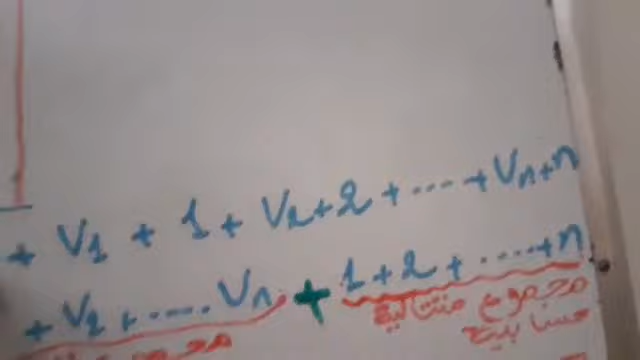 + V₁ + 1 + V₂ + 2 + .... + Vₙ + n
+ V₂ + ..... Vₙ + 1 + 2 + ..... + n
مجموع متتالية
حسابية